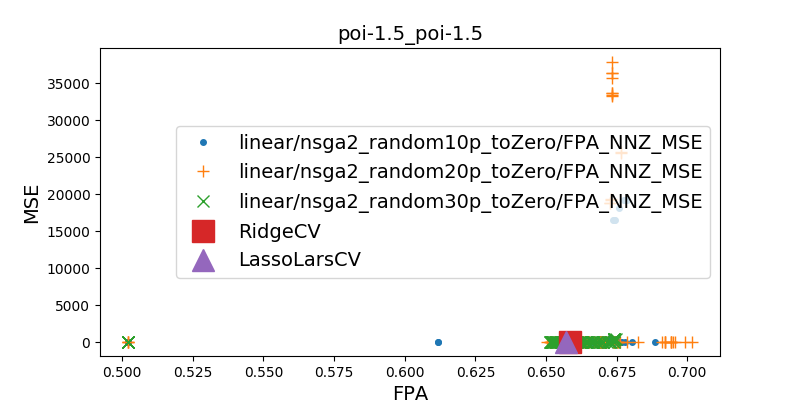 poi-1.5_poi-1.5
MSE
35000
30000
25000
20000
15000
10000
5000
0
linear/nsga2_random10p_toZero/FPA_NNZ_MSE
linear/nsga2_random20p_toZero/FPA_NNZ_MSE
linear/nsga2_random30p_toZero/FPA_NNZ_MSE
RidgeCV
LassoLarsCV
0.500 0.525 0.550 0.575 0.600 0.625 0.650 0.675 0.700
FPA